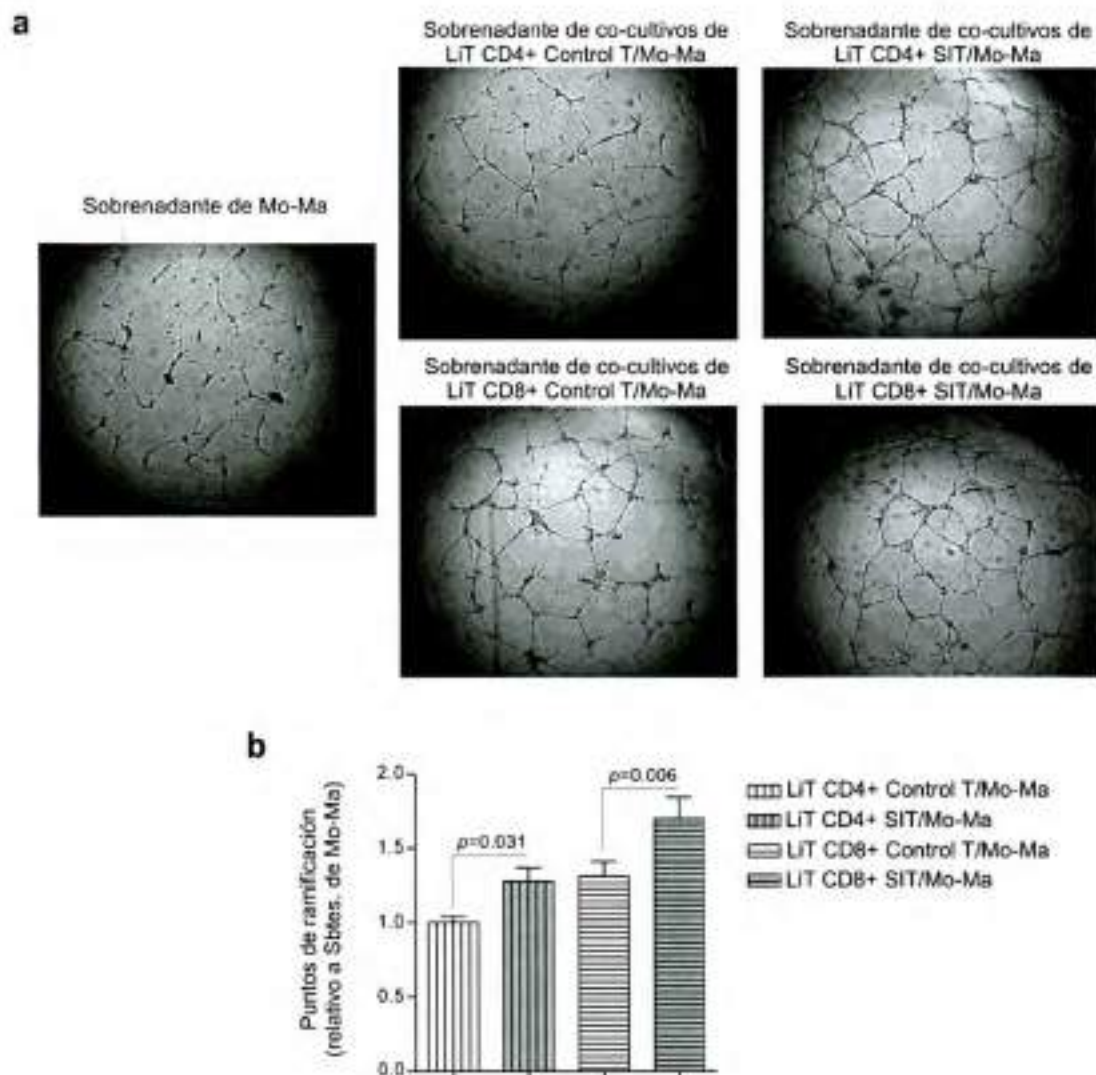 a
Sobrenadante de Mo-Ma
Sobrenadante de co-cultivos de
LiT CD4+ Control T/Mo-Ma
Sobrenadante de co-cultivos de
LiT CD4+ SIT/Mo-Ma
Sobrenadante de co-cultivos de
LiT CD8+ Control T/Mo-Ma
Sobrenadante de co-cultivos de
LiT CD8+ SIT/Mo-Ma
b
Puntos de ramificación
(relativo a Sbtes. de Mo-Ma)
2.0
1.5
1.0
0.5
0.0
p=0.031
p=0.006
LiT CD4+ Control T/Mo-Ma
LiT CD4+ SIT/Mo-Ma
LiT CD8+ Control T/Mo-Ma
LiT CD8+ SIT/Mo-Ma